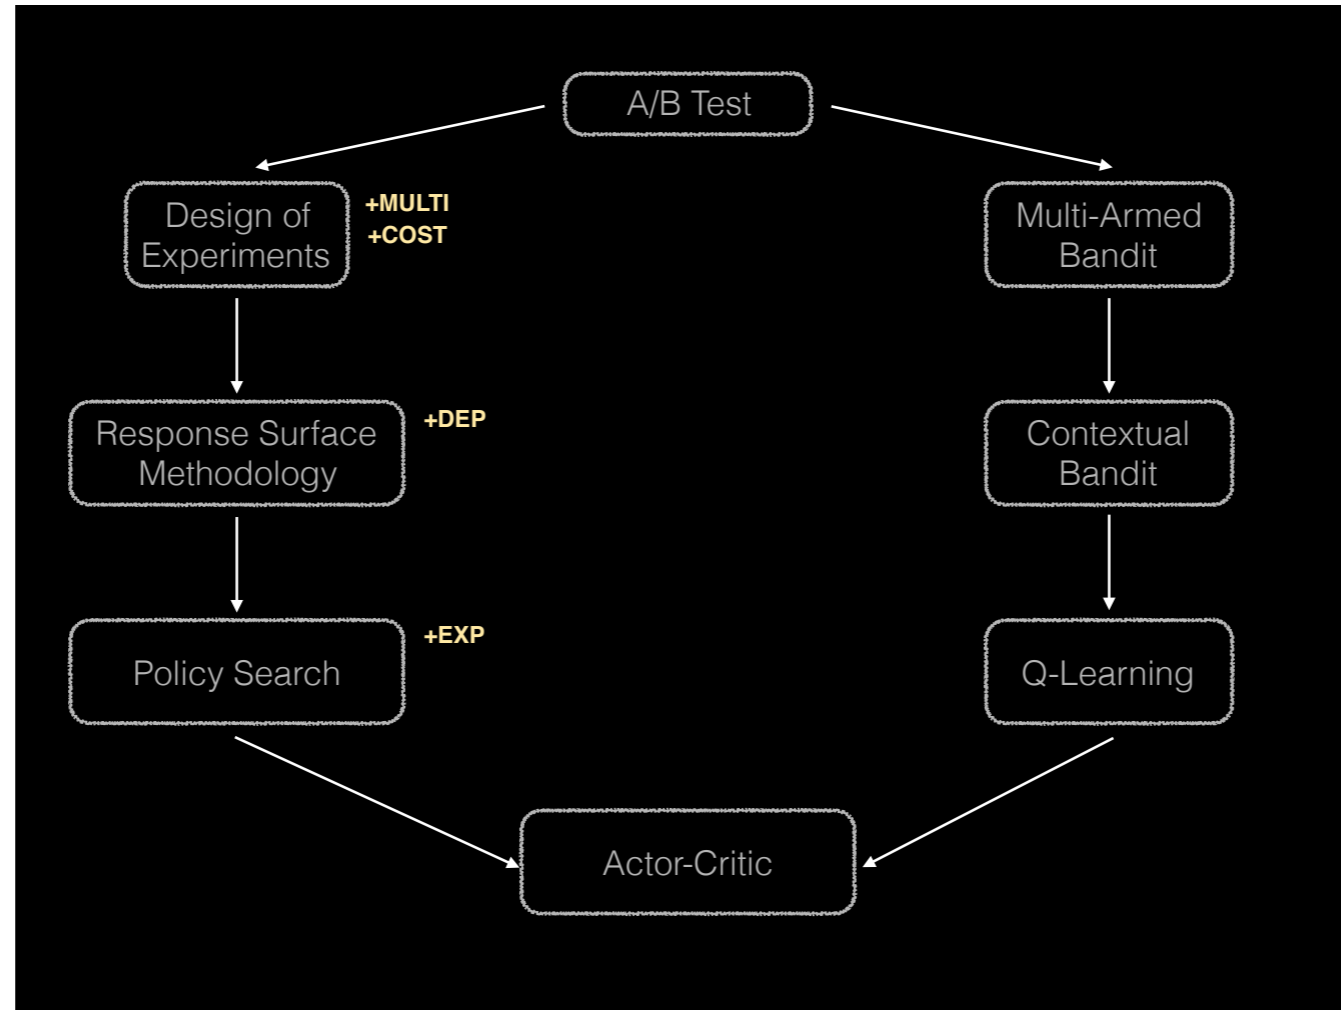 A/B Test
Design of
Experiments
+MULTI
+COST
Multi-Armed
Bandit
Response Surface
Methodology
+DEP
Contextual
Bandit
Policy Search
+EXP
Q-Learning
Actor-Critic